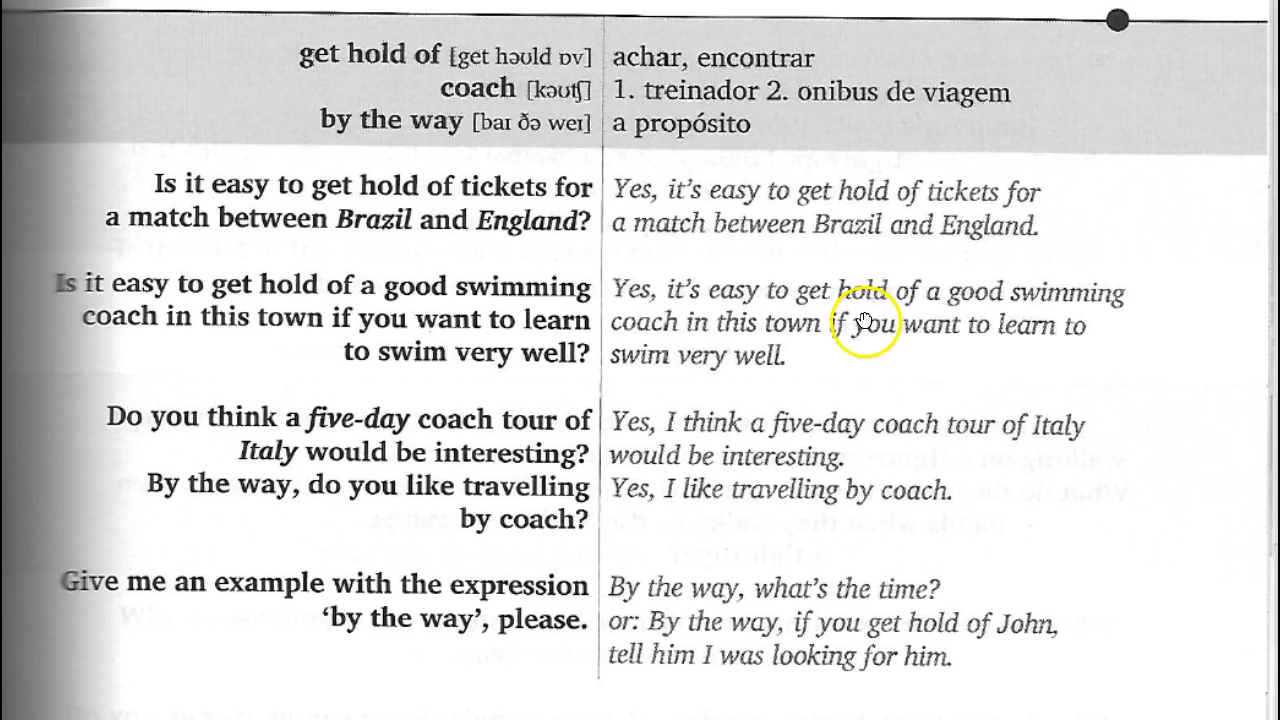 get hold of [get həʊld ɒv] achar, encontrar
coach [kəʊtʃ] 1. treinador 2. onibus de viagem
by the way [baɪ ðə weɪ] a propósito
Is it easy to get hold of tickets for
a match between Brazil and England?
Yes, it's easy to get hold of tickets for
a match between Brazil and England.
Is it easy to get hold of a good swimming
coach in this town if you want to learn
to swim very well?
Yes, it's easy to get hold of a good swimming
coach in this town if you want to learn to
swim very well.
Do you think a five-day coach tour of
Italy would be interesting?
Yes, I think a five-day coach tour of Italy
would be interesting.
By the way, do you like travelling
by coach?
Yes, I like travelling by coach.
Give me an example with the expression
‘by the way’, please.
By the way, what's the time?
or: By the way, if you get hold of John,
tell him I was looking for him.